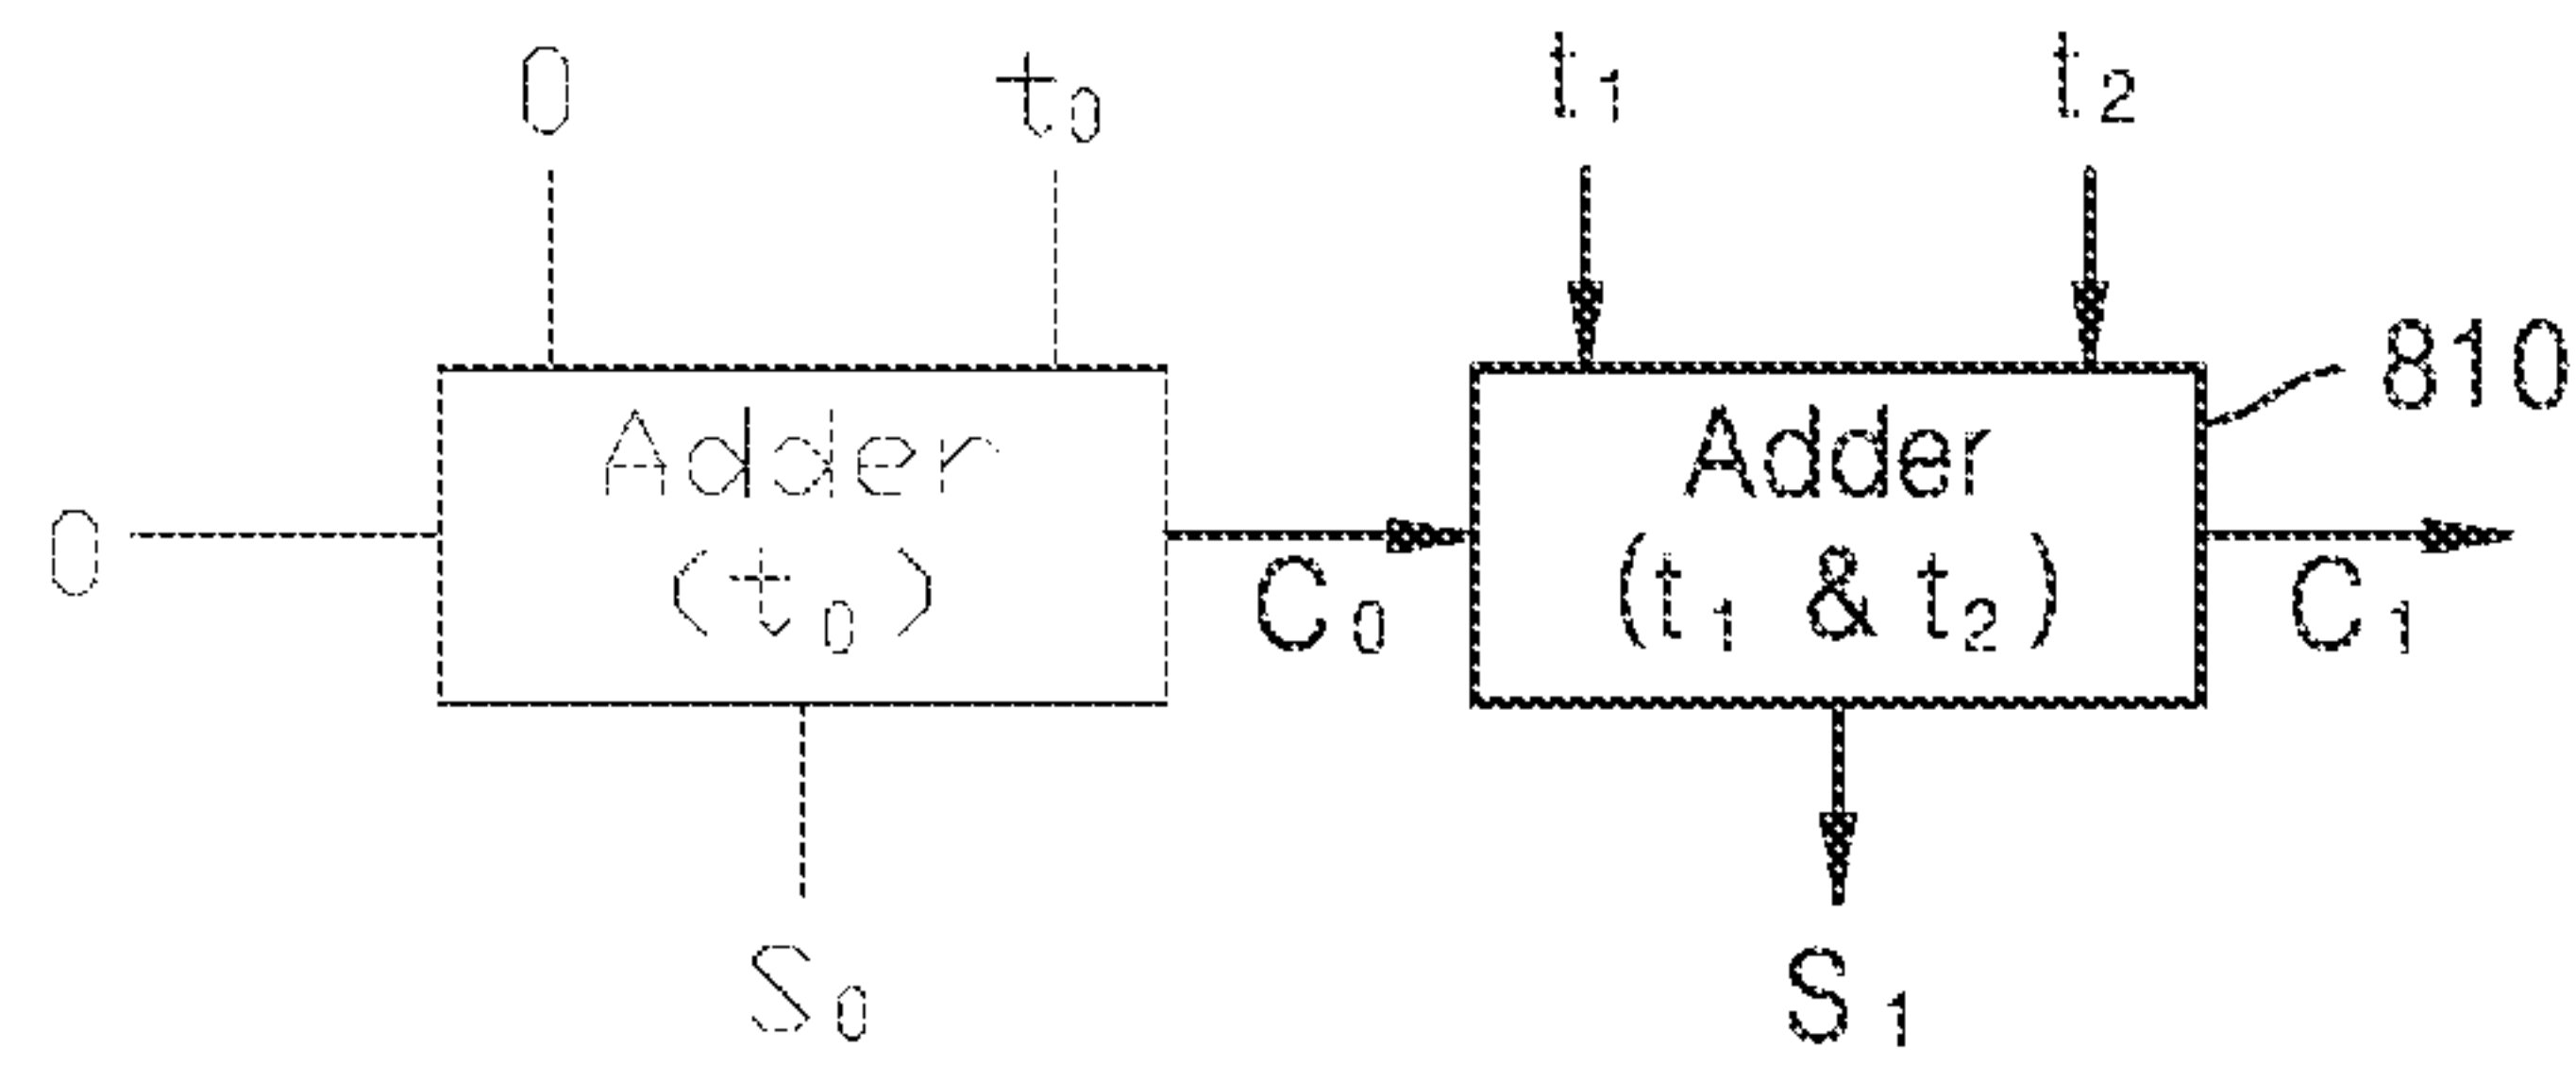 0 t₀ t₁ t₂
810
Adder Adder
0 (t₀) C₀ (t₁ & t₂) C₁
S₀ S₁